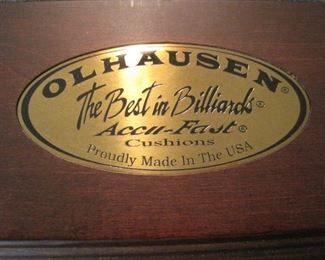 OLHAUSEN®
The Best in Billiards®
Accu-Fast®
Cushions
Proudly Made In The USA